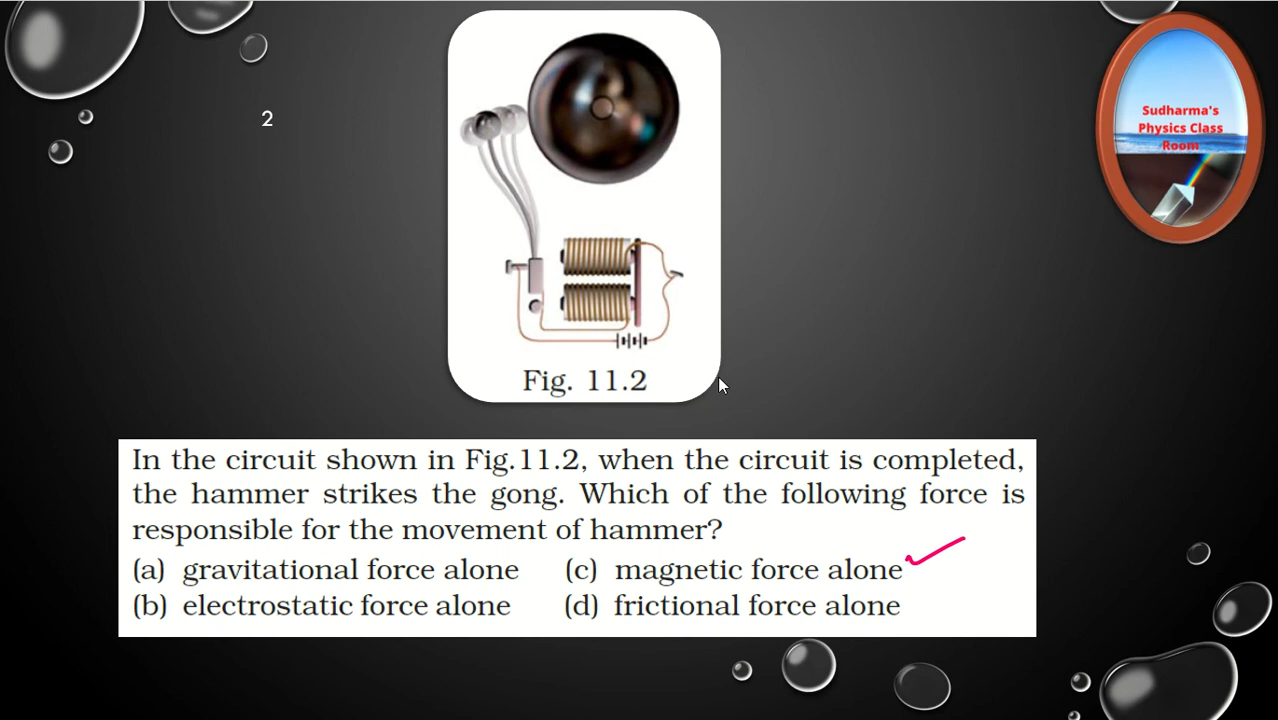 2
Sudharma's
Physics Class
Room
Fig. 11.2
In the circuit shown in Fig.11.2, when the circuit is completed,
the hammer strikes the gong. Which of the following force is
responsible for the movement of hammer?
(a) gravitational force alone (c) magnetic force alone
(b) electrostatic force alone (d) frictional force alone